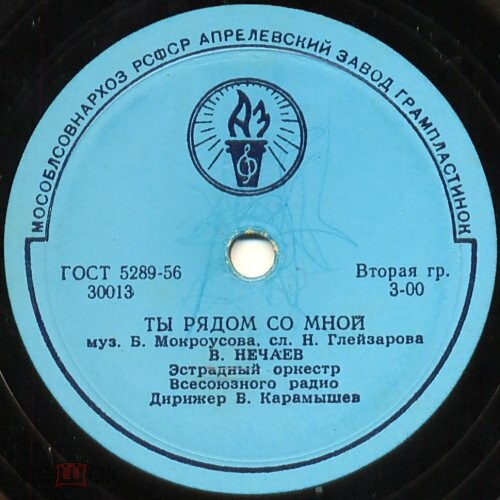 МОСОБЛСОВНАРХОЗ РСФСР АПРЕЛЕВСКИЙ ЗАВОД ГРАМПЛАСТИНОК
АЗ
ГОСТ 5289-56
30013
Вторая гр.
3-00
ТЫ РЯДОМ СО МНОЙ
муз. Б. Мокроусова, сл. Н. Глейзарова
В. НЕЧАЕВ
Эстрадный оркестр
Всесоюзного радио
Дирижер Б. Карамышев